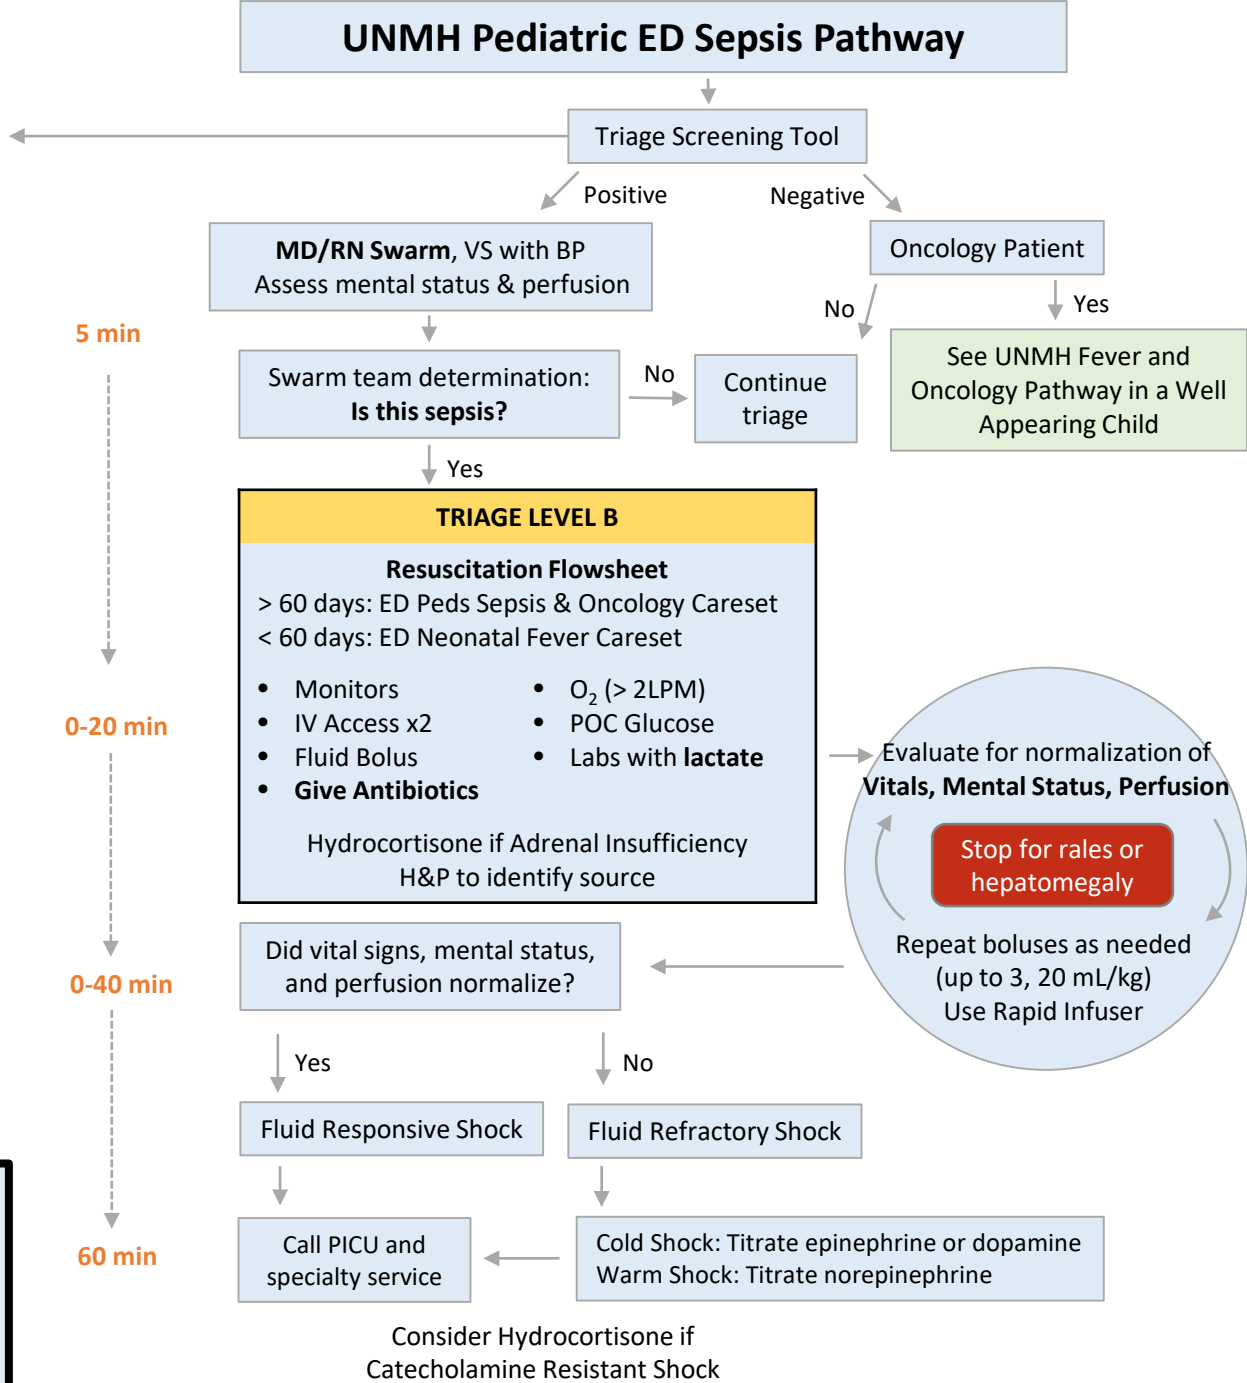 UNMH Pediatric ED Sepsis Pathway
Triage Screening Tool
Positive
Negative
MD/RN Swarm, VS with BP
Assess mental status & perfusion
Oncology Patient
No
Yes
5 min
Swarm team determination:
Is this sepsis?
No
Continue
triage
See UNMH Fever and
Oncology Pathway in a Well
Appearing Child
Yes
TRIAGE LEVEL B
Resuscitation Flowsheet
> 60 days: ED Peds Sepsis & Oncology Careset
< 60 days: ED Neonatal Fever Careset
• Monitors
• IV Access x2
• Fluid Bolus
• Give Antibiotics
• O2 (> 2LPM)
• POC Glucose
• Labs with lactate
Hydrocortisone if Adrenal Insufficiency
H&P to identify source
0-20 min
Evaluate for normalization of
Vitals, Mental Status, Perfusion
Stop for rales or
hepatomegaly
Repeat boluses as needed
(up to 3, 20 mL/kg)
Use Rapid Infuser
0-40 min
Did vital signs, mental status,
and perfusion normalize?
Yes
No
Fluid Responsive Shock
Fluid Refractory Shock
60 min
Call PICU and
specialty service
Cold Shock: Titrate epinephrine or dopamine
Warm Shock: Titrate norepinephrine
Consider Hydrocortisone if
Catecholamine Resistant Shock